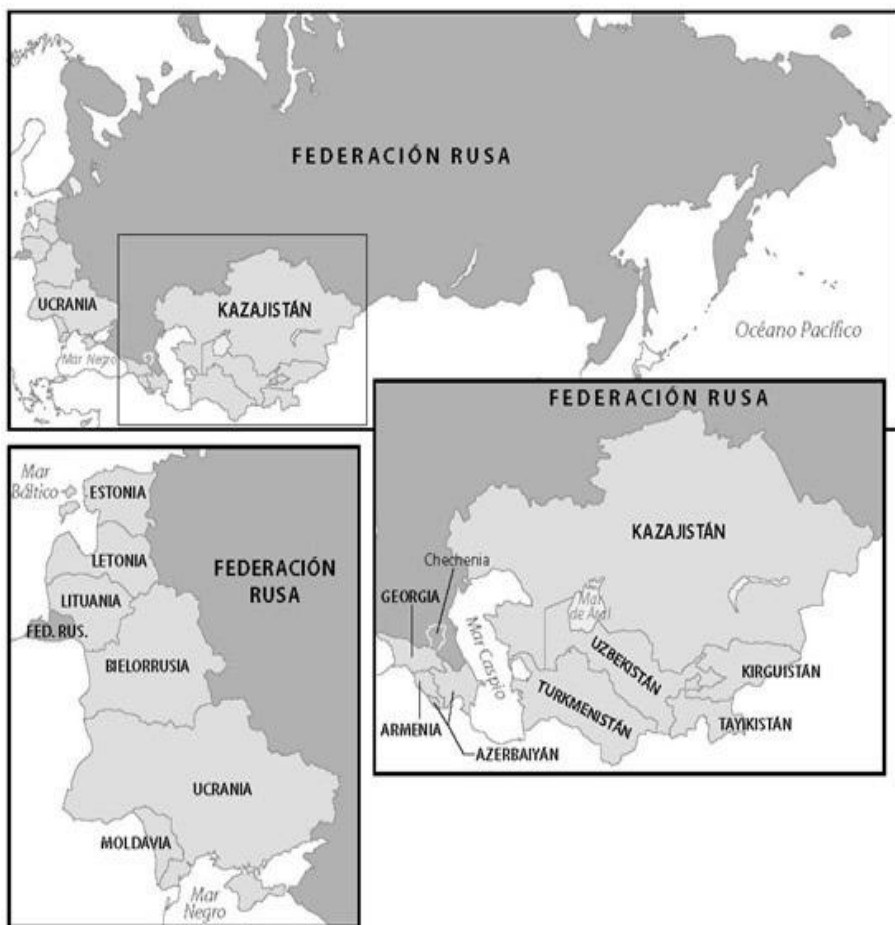 FEDERACIÓN RUSA
UCRANIA
KAZAJISTÁN
Mar Negro
Océano Pacífico
Mar
Báltico
ESTONIA
LETONIA
LITUANIA
FED. RUS.
BIELORRUSIA
FEDERACIÓN
RUSA
UCRANIA
MOLDAVIA
Mar
Negro
FEDERACIÓN RUSA
KAZAJISTÁN
Chechenia
GEORGIA
Mar
de Aral
Mar Caspio
UZBEKISTÁN
KIRGUISTÁN
TURKMENISTÁN
TAYIKISTÁN
ARMENIA
AZERBAIYÁN